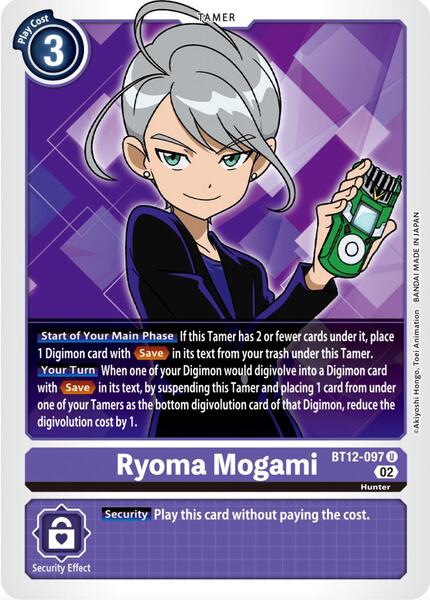 TAMER
Play Cost
3
Start of Your Main Phase If this Tamer has 2 or fewer cards under it, place
1 Digimon card with Save in its text from your trash under this Tamer.
Your Turn When one of your Digimon would digivolve into a Digimon card
with Save in its text, by suspending this Tamer and placing 1 card from under
one of your Tamers as the bottom digivolution card of that Digimon, reduce the
digivolution cost by 1.
©Akiyoshi Hongo, Toei Animation BANDAI MADE IN JAPAN
Ryoma Mogami
BT12-097 U
02
Hunter
Security Play this card without paying the cost.
Security Effect